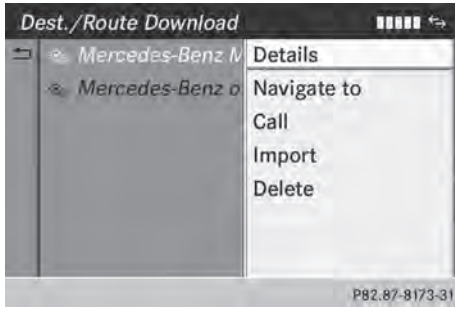 Dest./Route Download
Mercedes-Benz M
Mercedes-Benz o
Details
Navigate to
Call
Import
Delete
P82.87-8173-31